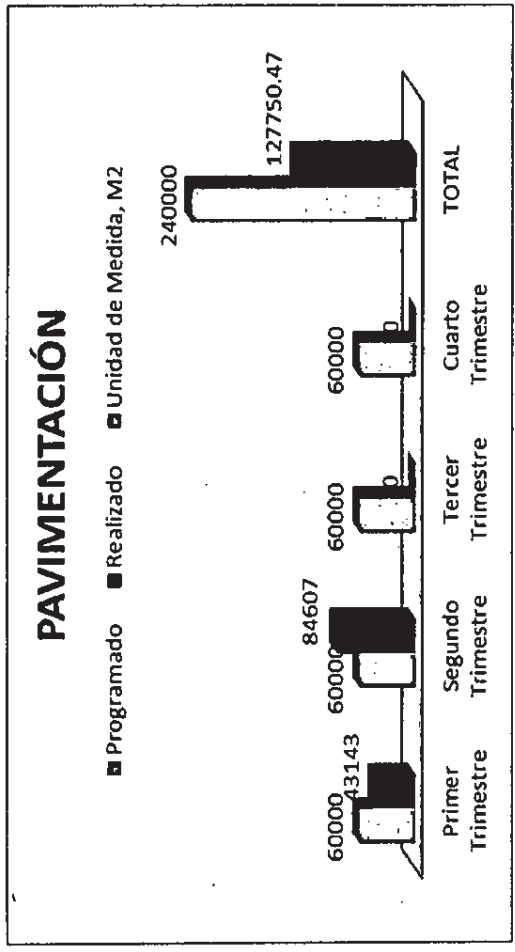 PAVIMENTACIÓN
Programado Realizado Unidad de Medida, M2
240000
127750.47
84607
60000 60000 60000 60000
43143
0 0
Primer Trimestre
Segundo Trimestre
Tercer Trimestre
Cuarto Trimestre
TOTAL